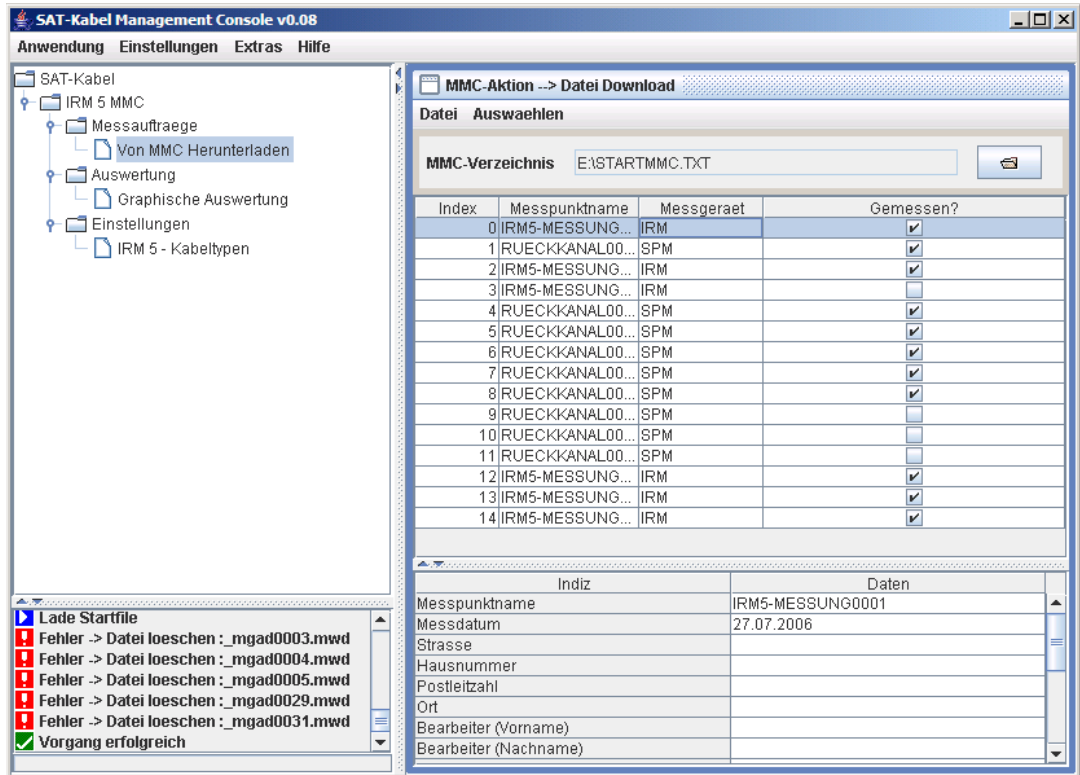 SAT-Kabel Management Console v0.08
Anwendung Einstellungen Extras Hilfe
SAT-Kabel
IRM 5 MMC
Messauftraege
Von MMC Herunterladen
Auswertung
Graphische Auswertung
Einstellungen
IRM 5 - Kabeltypen
Lade Startfile
Fehler -> Datei loeschen :_mgad0003.mwd
Fehler -> Datei loeschen :_mgad0004.mwd
Fehler -> Datei loeschen :_mgad0005.mwd
Fehler -> Datei loeschen :_mgad0029.mwd
Fehler -> Datei loeschen :_mgad0031.mwd
Vorgang erfolgreich
MMC-Aktion --> Datei Download
Datei Auswaehlen
MMC-Verzeichnis E:\STARTMMC.TXT
Index Messpunktname Messgeraet Gemessen?
0 IRM5-MESSUNG... IRM
1 RUECKKANAL00... SPM
2 IRM5-MESSUNG... IRM
3 IRM5-MESSUNG... IRM
4 RUECKKANAL00... SPM
5 RUECKKANAL00... SPM
6 RUECKKANAL00... SPM
7 RUECKKANAL00... SPM
8 RUECKKANAL00... SPM
9 RUECKKANAL00... SPM
10 RUECKKANAL00... SPM
11 RUECKKANAL00... SPM
12 IRM5-MESSUNG... IRM
13 IRM5-MESSUNG... IRM
14 IRM5-MESSUNG... IRM
Indiz Daten
Messpunktname IRM5-MESSUNG0001
Messdatum 27.07.2006
Strasse
Hausnummer
Postleitzahl
Ort
Bearbeiter (Vorname)
Bearbeiter (Nachname)